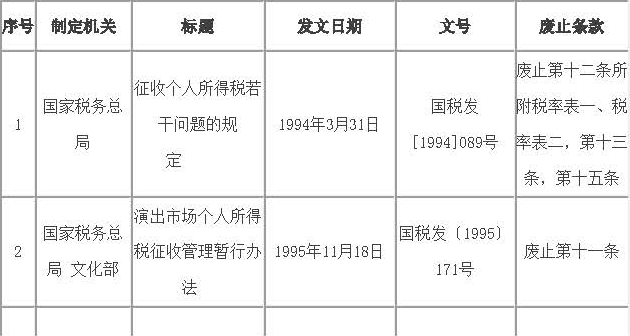 序号 制定机关 标题 发文日期 文号 废止条款
1
国家税务总
局
征收个人所得税若
干问题的规
定
1994年3月31日
国税发
[1994]089号
废止第十二条所
附税率表一、税
率表二，第十三
条，第十五条
2
国家税务总
局 文化部
演出市场个人所得
税征收管理暂行办
法
1995年11月18日
国税发〔1995〕
171号
废止第十一条